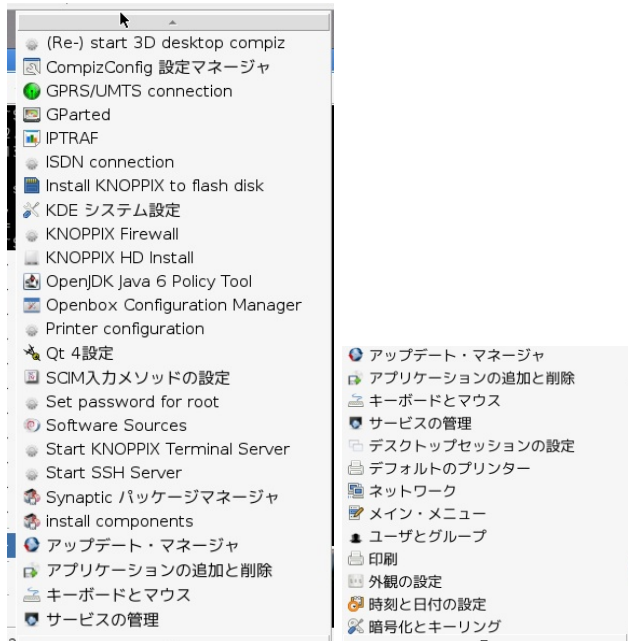 (Re-) start 3D desktop compiz
CompizConfig 設定マネージャ
GPRS/UMTS connection
GParted
IPTRAF
ISDN connection
Install KNOPPIX to flash disk
KDE システム設定
KNOPPIX Firewall
KNOPPIX HD Install
OpenJDK Java 6 Policy Tool
Openbox Configuration Manager
Printer configuration
Qt 4設定
SCIM入力メソッドの設定
Set password for root
Software Sources
Start KNOPPIX Terminal Server
Start SSH Server
Synaptic パッケージマネージャ
install components
アップデート・マネージャ
アプリケーションの追加と削除
キーボードとマウス
サービスの管理
アップデート・マネージャ
アプリケーションの追加と削除
キーボードとマウス
サービスの管理
デスクトップセッションの設定
デフォルトのプリンター
ネットワーク
メイン・メニュー
ユーザとグループ
印刷
外観の設定
時刻と日付の設定
暗号化とキーリング